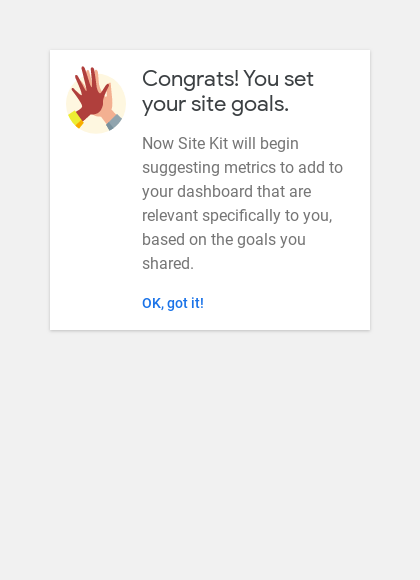 Congrats! You set
your site goals.
Now Site Kit will begin
suggesting metrics to add to
your dashboard that are
relevant specifically to you,
based on the goals you
shared.
OK, got it!